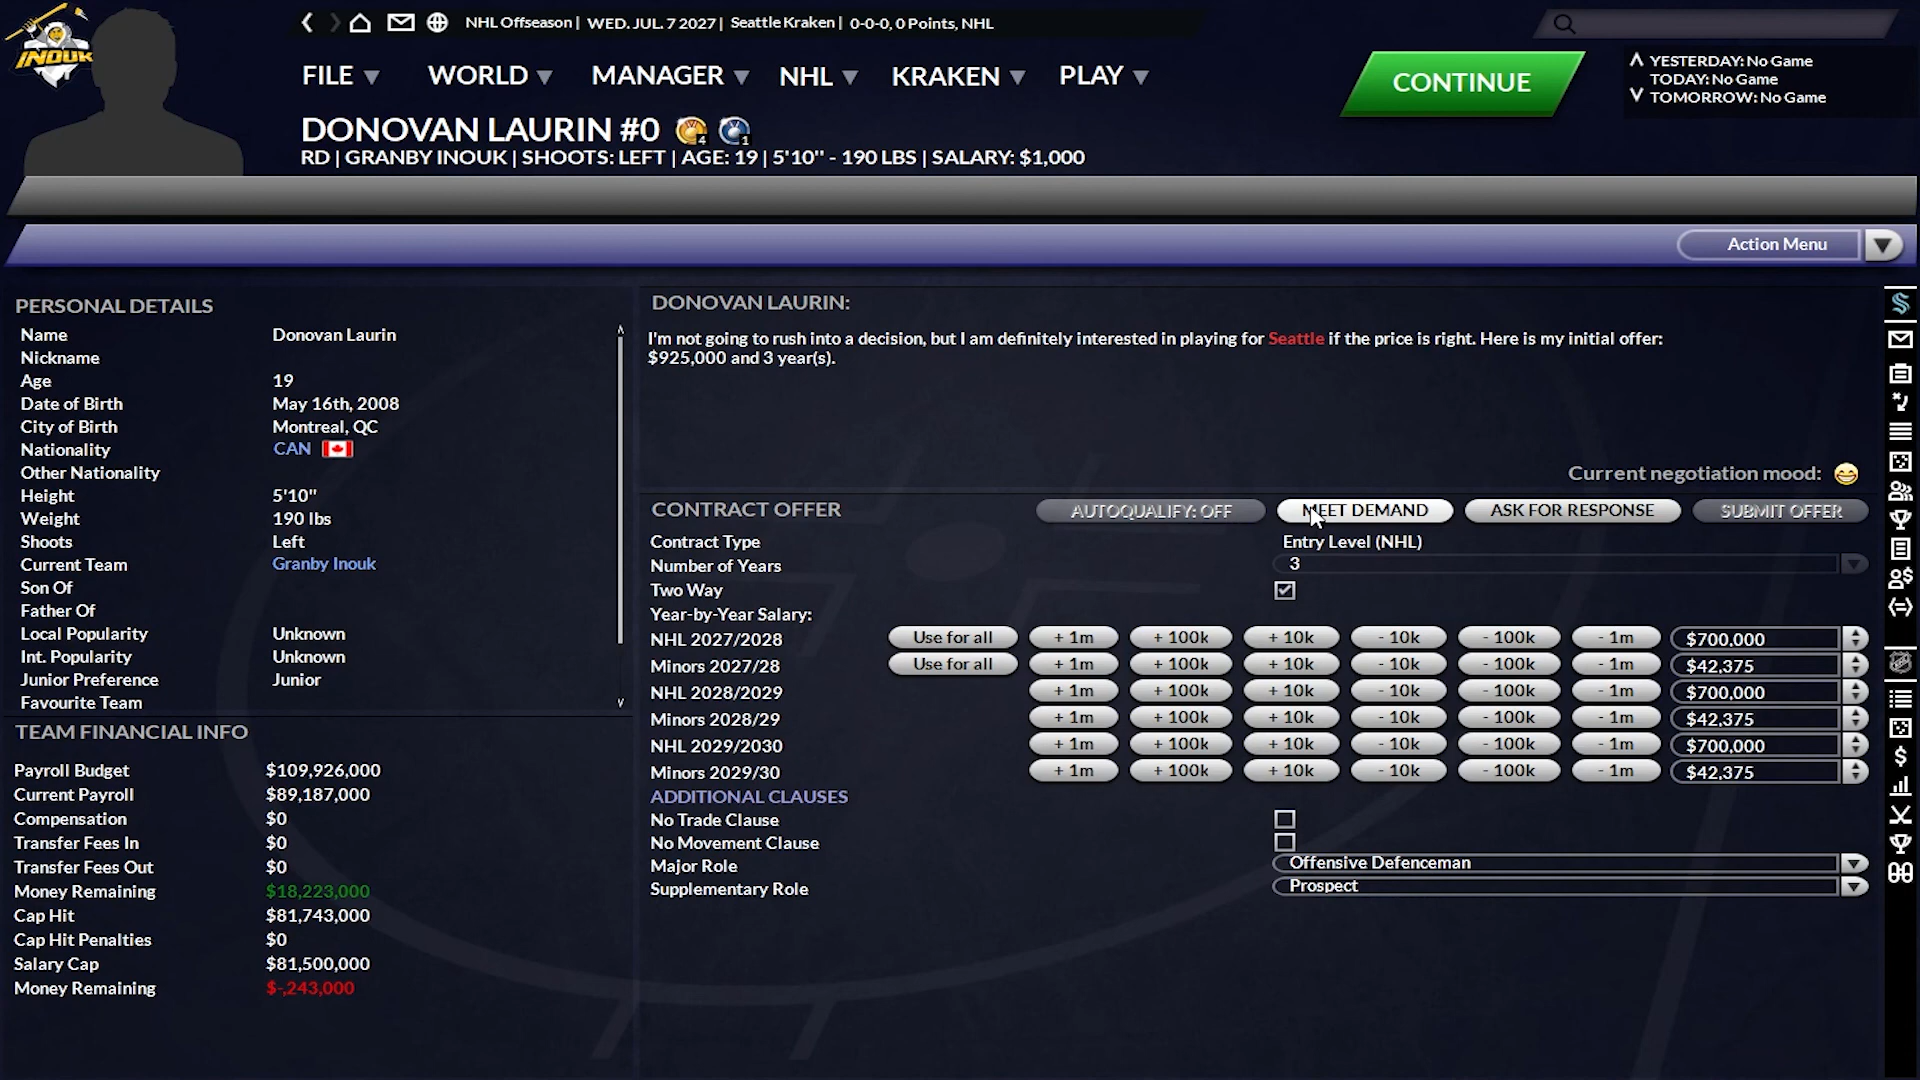 NHL Offseason | WED. JUL. 7 2027 | Seattle Kraken | 0-0-0, 0 Points, NHL
INOUK
FILE WORLD MANAGER NHL KRAKEN PLAY
CONTINUE
YESTERDAY: No Game
TODAY: No Game
TOMORROW: No Game
DONOVAN LAURIN #0 4 1
RD | GRANBY INOUK | SHOOTS: LEFT | AGE: 19 | 5'10" - 190 LBS | SALARY: $1,000
Action Menu
PERSONAL DETAILS
Name Donovan Laurin
Nickname
Age 19
Date of Birth May 16th, 2008
City of Birth Montreal, QC
Nationality CAN
Other Nationality
Height 5'10"
Weight 190 lbs
Shoots Left
Current Team Granby Inouk
Son Of
Father Of
Local Popularity Unknown
Int. Popularity Unknown
Junior Preference Junior
Favourite Team
TEAM FINANCIAL INFO
Payroll Budget $109,926,000
Current Payroll $89,187,000
Compensation $0
Transfer Fees In $0
Transfer Fees Out $0
Money Remaining $18,223,000
Cap Hit $81,743,000
Cap Hit Penalties $0
Salary Cap $81,500,000
Money Remaining $-,243,000
DONOVAN LAURIN:
I'm not going to rush into a decision, but I am definitely interested in playing for Seattle if the price is right. Here is my initial offer:
$925,000 and 3 year(s).
Current negotiation mood:
CONTRACT OFFER AUTOQUALIFY: OFF MEET DEMAND ASK FOR RESPONSE SUBMIT OFFER
Contract Type Entry Level (NHL)
Number of Years 3
Two Way
Year-by-Year Salary:
NHL 2027/2028 Use for all + 1m + 100k + 10k - 10k - 100k - 1m $700,000
Minors 2027/28 Use for all + 1m + 100k + 10k - 10k - 100k - 1m $42,375
NHL 2028/2029 + 1m + 100k + 10k - 10k - 100k - 1m $700,000
Minors 2028/29 + 1m + 100k + 10k - 10k - 100k - 1m $42,375
NHL 2029/2030 + 1m + 100k + 10k - 10k - 100k - 1m $700,000
Minors 2029/30 + 1m + 100k + 10k - 10k - 100k - 1m $42,375
ADDITIONAL CLAUSES
No Trade Clause
No Movement Clause
Major Role Offensive Defenceman
Supplementary Role Prospect